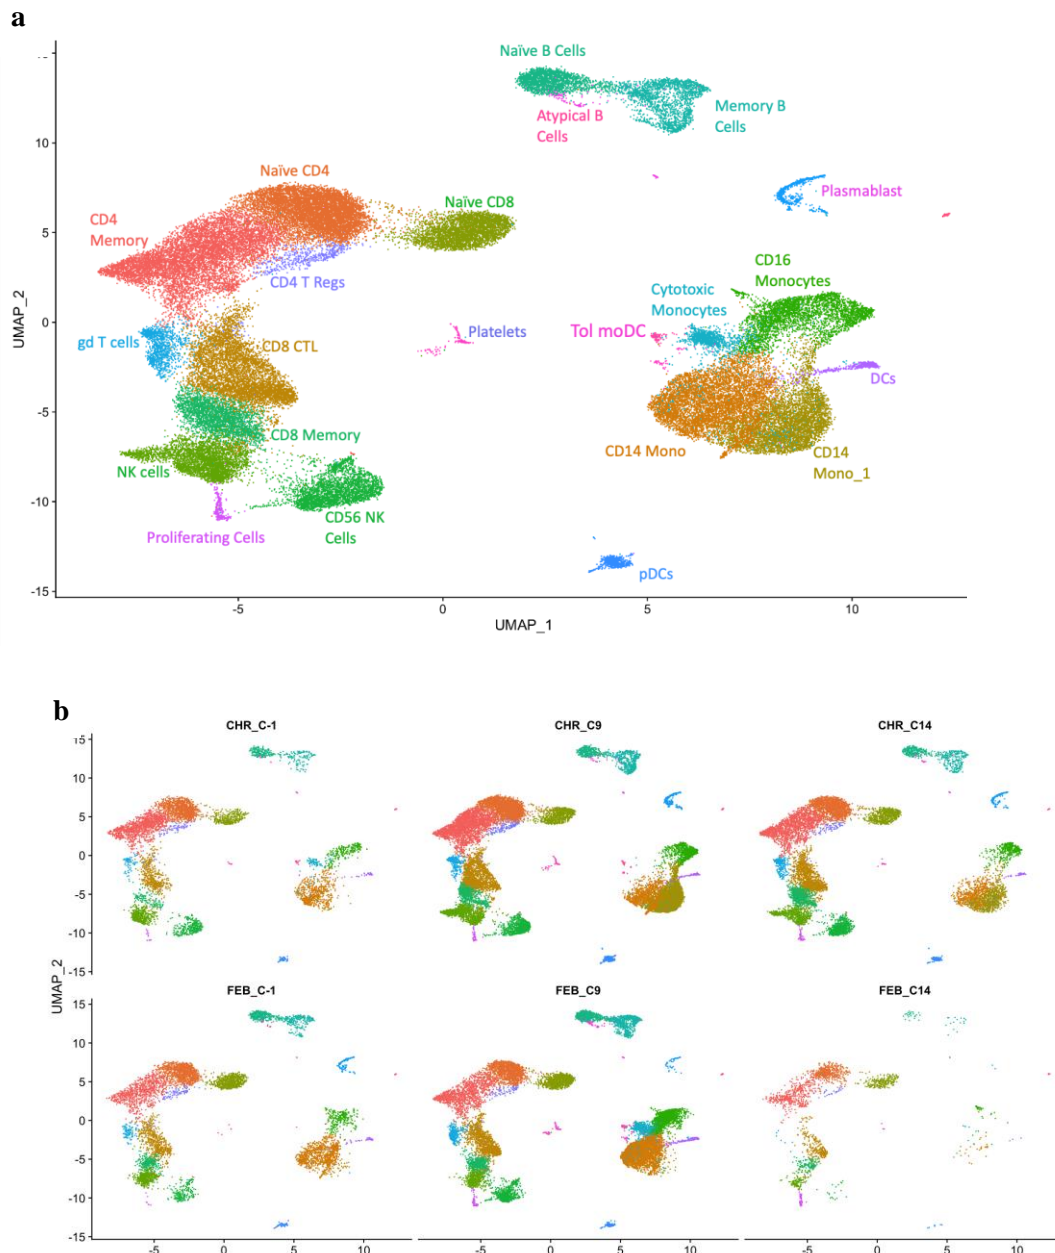 a
Naïve B Cells
Atypical B
Cells
Memory B
Cells
Naïve CD4
Naïve CD8
CD4
Memory
CD4 T Regs
Plasmablast
CD16
Monocytes
Cytotoxic
Monocytes
Tol moDC
Platelets
gd T cells
CD8 CTL
DCs
CD8 Memory
CD14 Mono
CD14
Mono_1
NK cells
CD56 NK
Cells
Proliferating Cells
pDCs
10
5
0
-5
-10
-15
UMAP_2
-5 0 5 10
UMAP_1
b
CHR_C-1 CHR_C9 CHR_C14
15
10
5
0
-5
-10
-15
UMAP_2
FEB_C-1 FEB_C9 FEB_C14
15
10
5
0
-5
-10
-15
-5 0 5 10 -5 0 5 10 -5 0 5 10